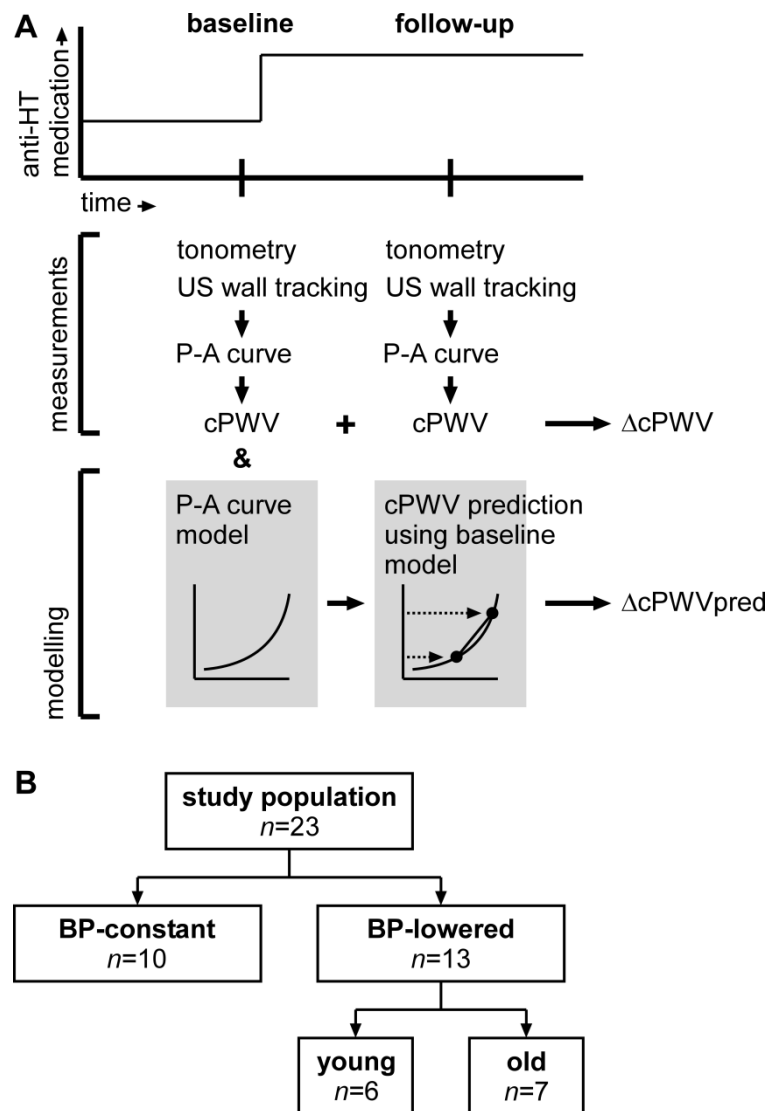 A
baseline
follow-up
anti-HT
medication
time
measurements
tonometry
US wall tracking
P-A curve
cPWV
&
tonometry
US wall tracking
P-A curve
+
cPWV
ΔcPWV
modelling
P-A curve
model
cPWV prediction
using baseline
model
ΔcPWVpred
B
study population
n=23
BP-constant
n=10
BP-lowered
n=13
young
n=6
old
n=7